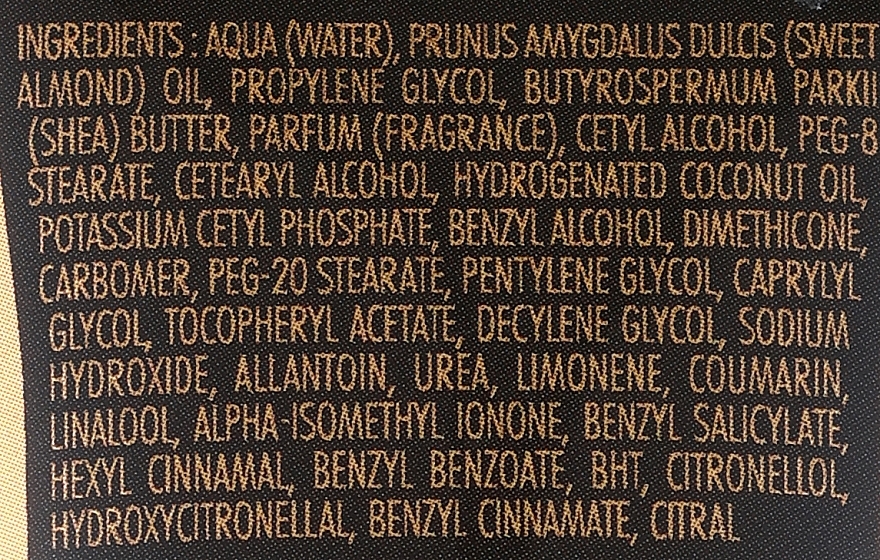 INGREDIENTS : AQUA (WATER), PRUNUS AMYGDALUS DULCIS (SWEET
ALMOND) OIL, PROPYLENE GLYCOL, BUTYROSPERMUM PARKII
(SHEA) BUTTER, PARFUM (FRAGRANCE), CETYL ALCOHOL, PEG-8
STEARATE, CETEARYL ALCOHOL, HYDROGENATED COCONUT OIL,
POTASSIUM CETYL PHOSPHATE, BENZYL ALCOHOL, DIMETHICONE,
CARBOMER, PEG-20 STEARATE, PENTYLENE GLYCOL, CAPRYLYL
GLYCOL, TOCOPHERYL ACETATE, DECYLENE GLYCOL, SODIUM
HYDROXIDE, ALLANTOIN, UREA, LIMONENE, COUMARIN,
LINALOOL, ALPHA-ISOMETHYL IONONE, BENZYL SALICYLATE,
HEXYL CINNAMAL, BENZYL BENZOATE, BHT, CITRONELLOL,
HYDROXYCITRONELLAL, BENZYL CINNAMATE, CITRAL